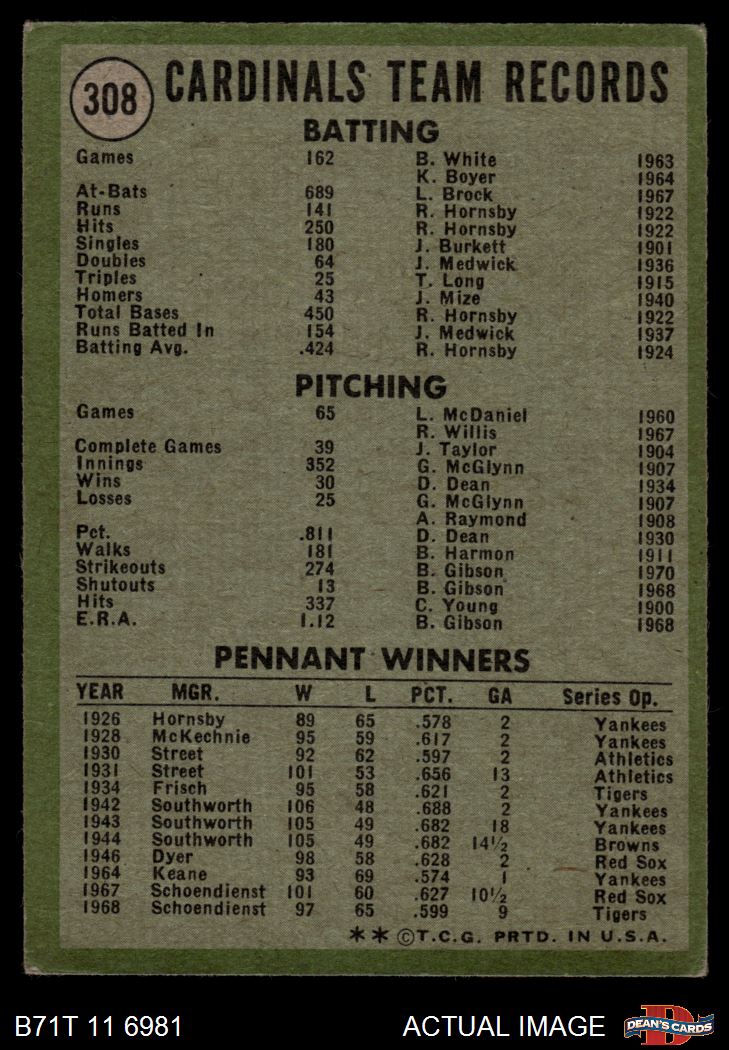 308 CARDINALS TEAM RECORDS
BATTING
Games 162 B. White 1963
K. Boyer 1964
At-Bats 689 L. Brock 1967
Runs 141 R. Hornsby 1922
Hits 250 R. Hornsby 1922
Singles 180 J. Burkett 1901
Doubles 64 J. Medwick 1936
Triples 25 T. Long 1915
Homers 43 J. Mize 1940
Total Bases 450 R. Hornsby 1922
Runs Batted In 154 J. Medwick 1937
Batting Avg. .424 R. Hornsby 1924
PITCHING
Games 65 L. McDaniel 1960
R. Willis 1967
Complete Games 39 J. Taylor 1904
Innings 352 G. McGlynn 1907
Wins 30 D. Dean 1934
Losses 25 G. McGlynn 1907
A. Raymond 1908
Pct. .811 D. Dean 1930
Walks 181 B. Harmon 1911
Strikeouts 274 B. Gibson 1970
Shutouts 13 B. Gibson 1968
Hits 337 C. Young 1900
E.R.A. 1.12 B. Gibson 1968
PENNANT WINNERS
YEAR MGR. W L PCT. GA Series Op.
1926 Hornsby 89 65 .578 2 Yankees
1928 McKechnie 95 59 .617 2 Yankees
1930 Street 92 62 .597 2 Athletics
1931 Street 101 53 .656 13 Athletics
1934 Frisch 95 58 .621 2 Tigers
1942 Southworth 106 48 .688 2 Yankees
1943 Southworth 105 49 .682 18 Yankees
1944 Southworth 105 49 .682 14½ Browns
1946 Dyer 98 58 .628 2 Red Sox
1964 Keane 93 69 .574 1 Yankees
1967 Schoendienst 101 60 .627 10½ Red Sox
1968 Schoendienst 97 65 .599 9 Tigers
** ©T.C.G. PRTD. IN U.S.A.
B71T 11 6981 ACTUAL IMAGE DEAN'S CARDS